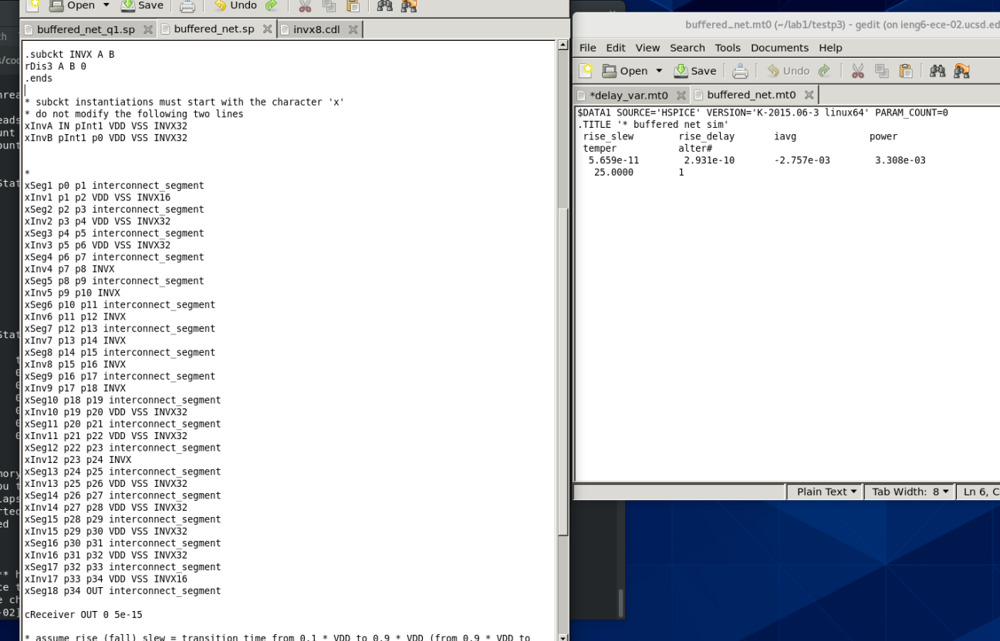 Open
Save
Undo
buffered_net_q1.sp
buffered_net.sp
invx8.cdl
.subckt INVX A B
rDis3 A B 0
.ends
* subckt instantiations must start with the character 'x'
* do not modify the following two lines
xInvA IN pInt1 VDD VSS INVX32
xInvB pInt1 p0 VDD VSS INVX32
*
xSeg1 p0 p1 interconnect_segment
xInv1 p1 p2 VDD VSS INVX16
xSeg2 p2 p3 interconnect_segment
xInv2 p3 p4 VDD VSS INVX32
xSeg3 p4 p5 interconnect_segment
xInv3 p5 p6 VDD VSS INVX32
xSeg4 p6 p7 interconnect_segment
xInv4 p7 p8 INVX
xSeg5 p8 p9 interconnect_segment
xInv5 p9 p10 INVX
xSeg6 p10 p11 interconnect_segment
xInv6 p11 p12 INVX
xSeg7 p12 p13 interconnect_segment
xInv7 p13 p14 INVX
xSeg8 p14 p15 interconnect_segment
xInv8 p15 p16 INVX
xSeg9 p16 p17 interconnect_segment
xInv9 p17 p18 INVX
xSeg10 p18 p19 interconnect_segment
xInv10 p19 p20 VDD VSS INVX32
xSeg11 p20 p21 interconnect_segment
xInv11 p21 p22 VDD VSS INVX32
xSeg12 p22 p23 interconnect_segment
xInv12 p23 p24 INVX
xSeg13 p24 p25 interconnect_segment
xInv13 p25 p26 VDD VSS INVX32
xSeg14 p26 p27 interconnect_segment
xInv14 p27 p28 VDD VSS INVX32
xSeg15 p28 p29 interconnect_segment
xInv15 p29 p30 VDD VSS INVX32
xSeg16 p30 p31 interconnect_segment
xInv16 p31 p32 VDD VSS INVX32
xSeg17 p32 p33 interconnect_segment
xInv17 p33 p34 VDD VSS INVX16
xSeg18 p34 OUT interconnect_segment
cReceiver OUT 0 5e-15
* assume rise (fall) slew = transition time from 0.1 * VDD to 0.9 * VDD (from 0.9 * VDD to
buffered_net.mt0 (~/lab1/testp3) - gedit (on ieng6-ece-02.ucsd.ed
File Edit View Search Tools Documents Help
Open Save Undo
*delay_var.mt0
buffered_net.mt0
$DATA1 SOURCE='HSPICE' VERSION='K-2015.06-3 linux64' PARAM_COUNT=0
.TITLE '* buffered net sim'
rise_slew rise_delay iavg power
temper alter#
5.659e-11 2.931e-10 -2.757e-03 3.308e-03
25.0000 1
Plain Text Tab Width: 8 Ln 6, C